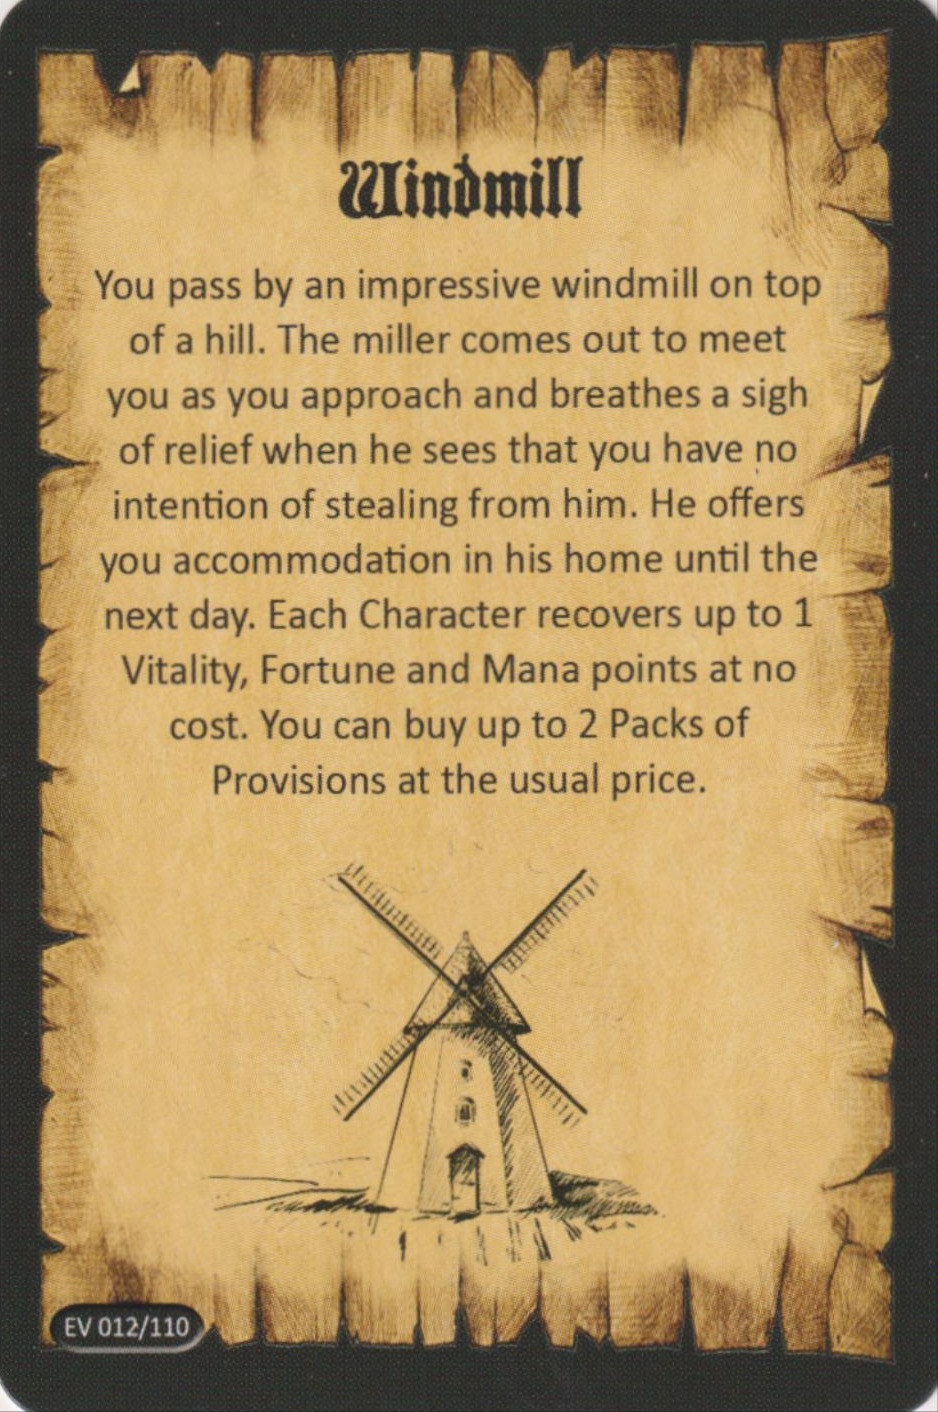 Windmill
You pass by an impressive windmill on top
of a hill. The miller comes out to meet
you as you approach and breathes a sigh
of relief when he sees that you have no
intention of stealing from him. He offers
you accommodation in his home until the
next day. Each Character recovers up to 1
Vitality, Fortune and Mana points at no
cost. You can buy up to 2 Packs of
Provisions at the usual price.
EV 012/110